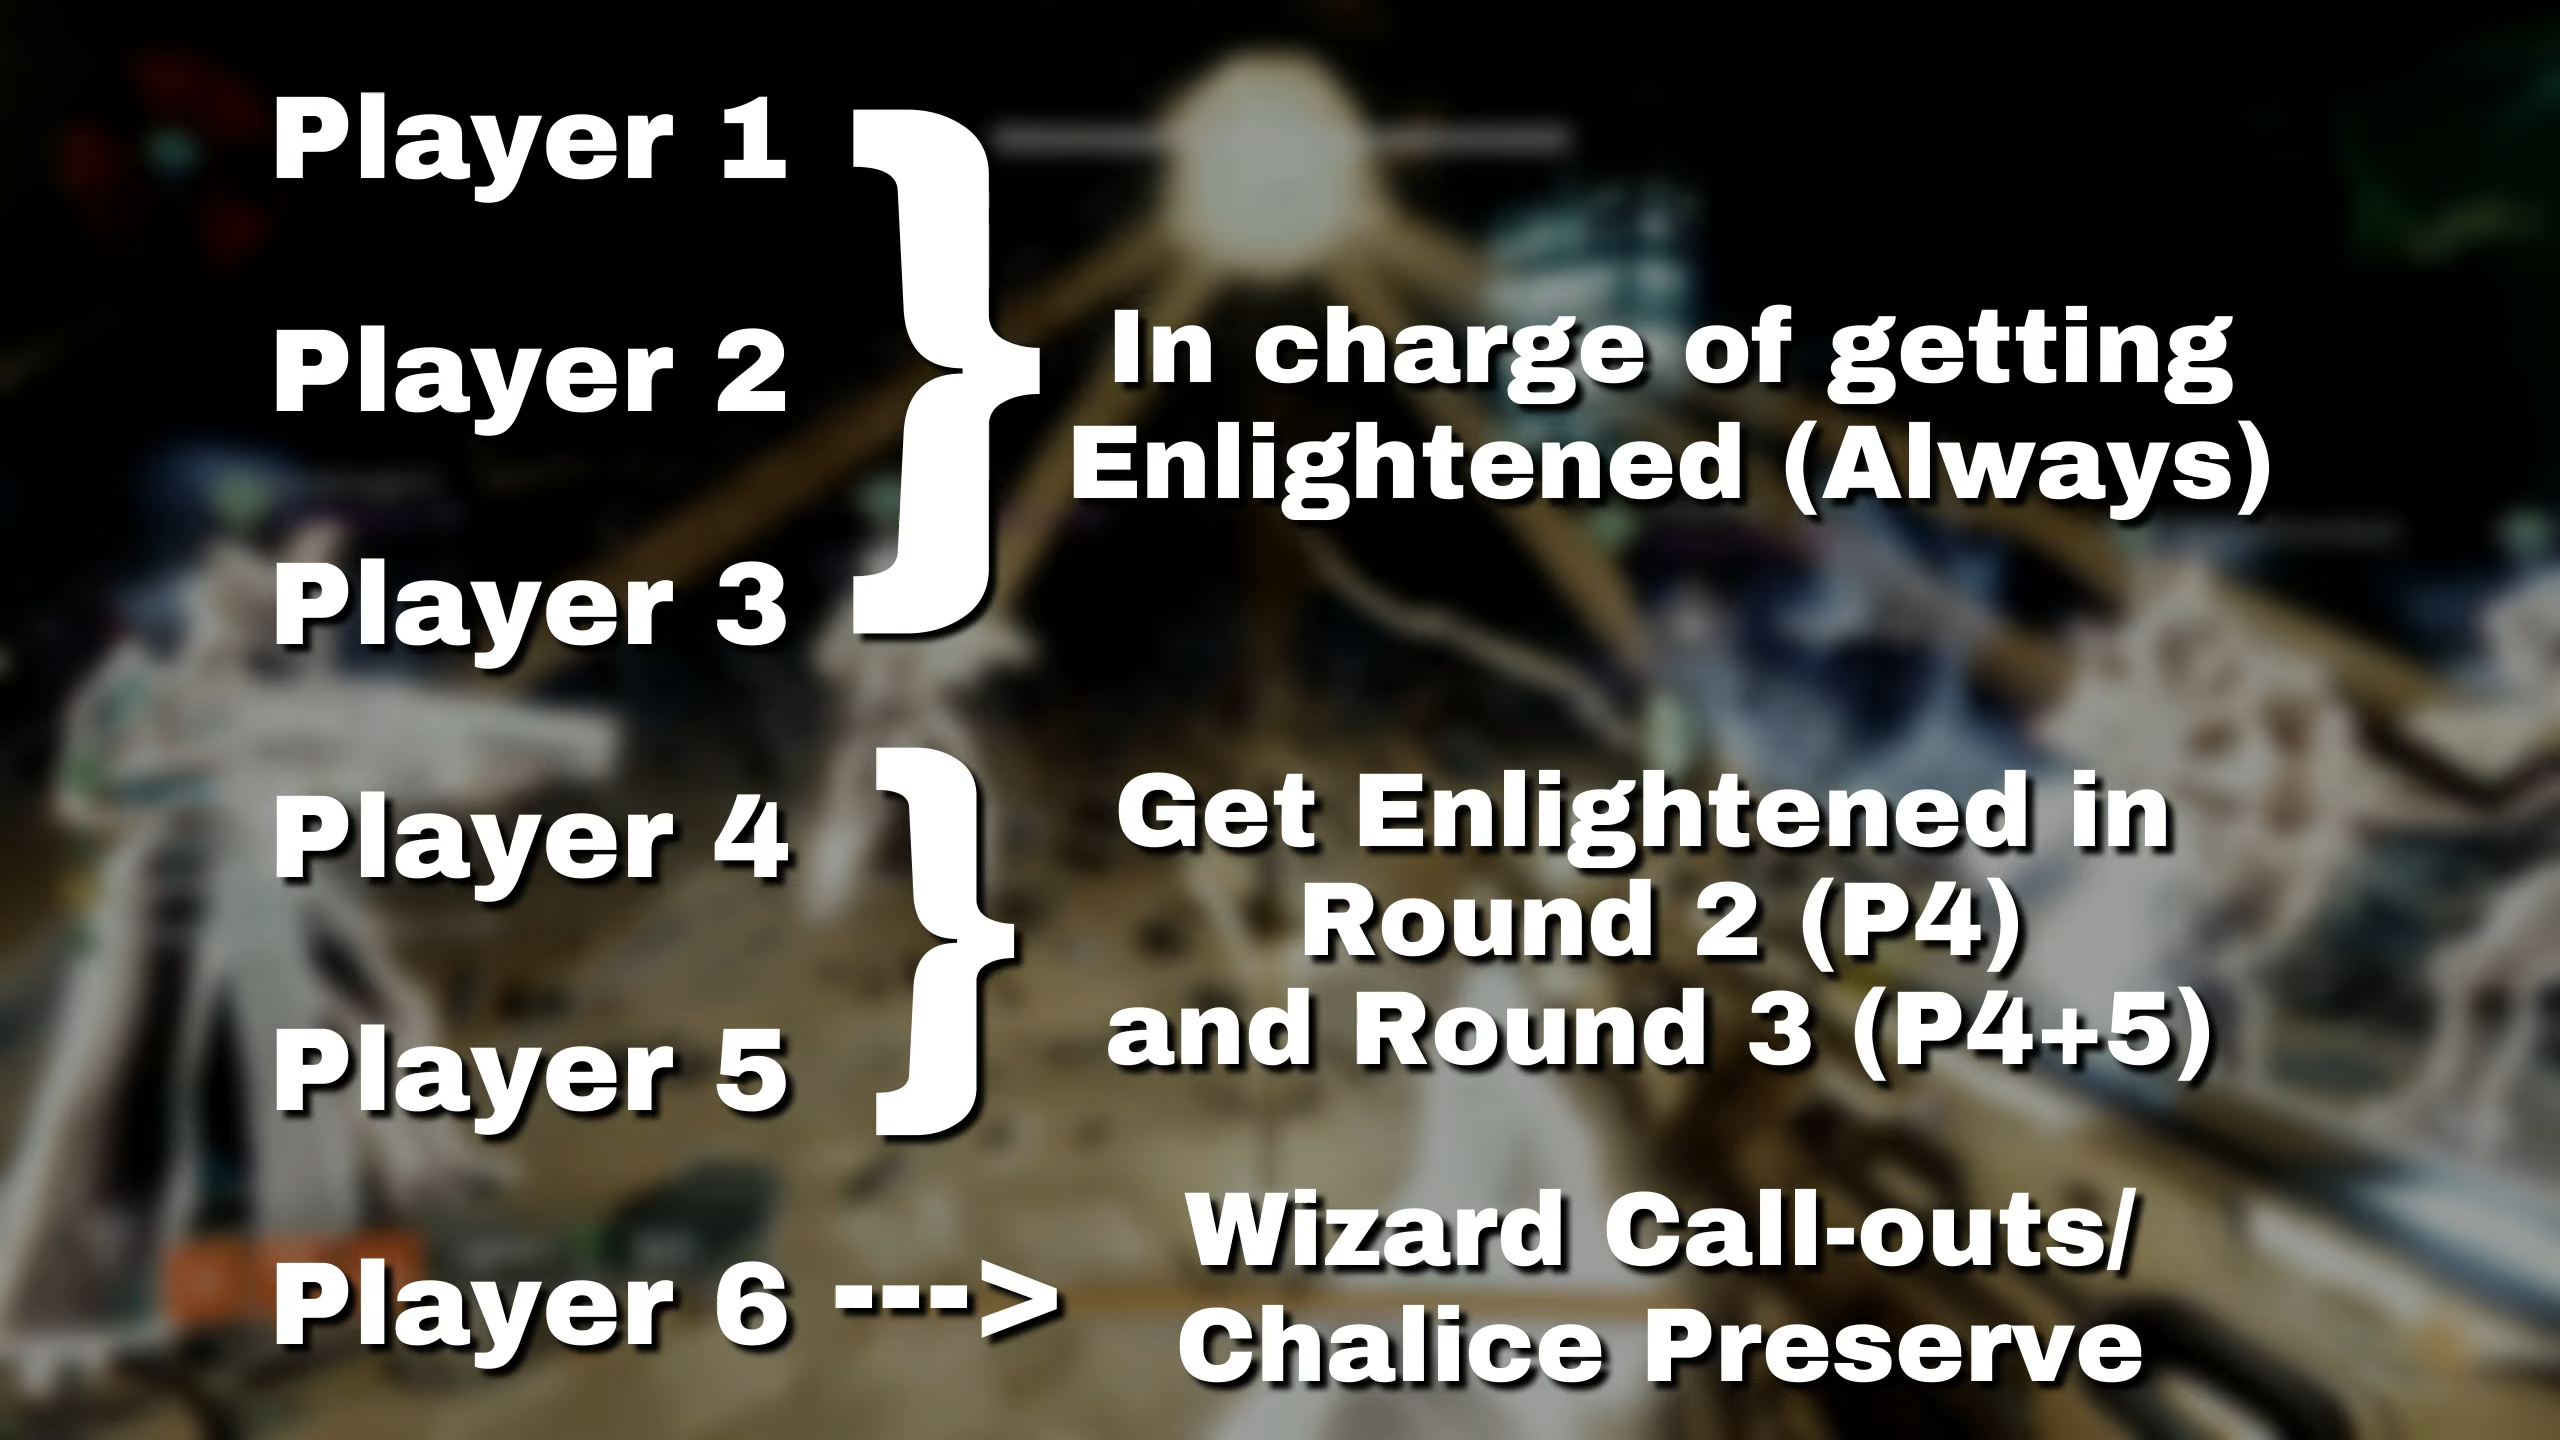 Player 1
Player 2
Player 3
} In charge of getting
Enlightened (Always)
Player 4
Player 5
} Get Enlightened in
Round 2 (P4)
and Round 3 (P4+5)
Player 6 ---> Wizard Call-outs/
Chalice Preserve